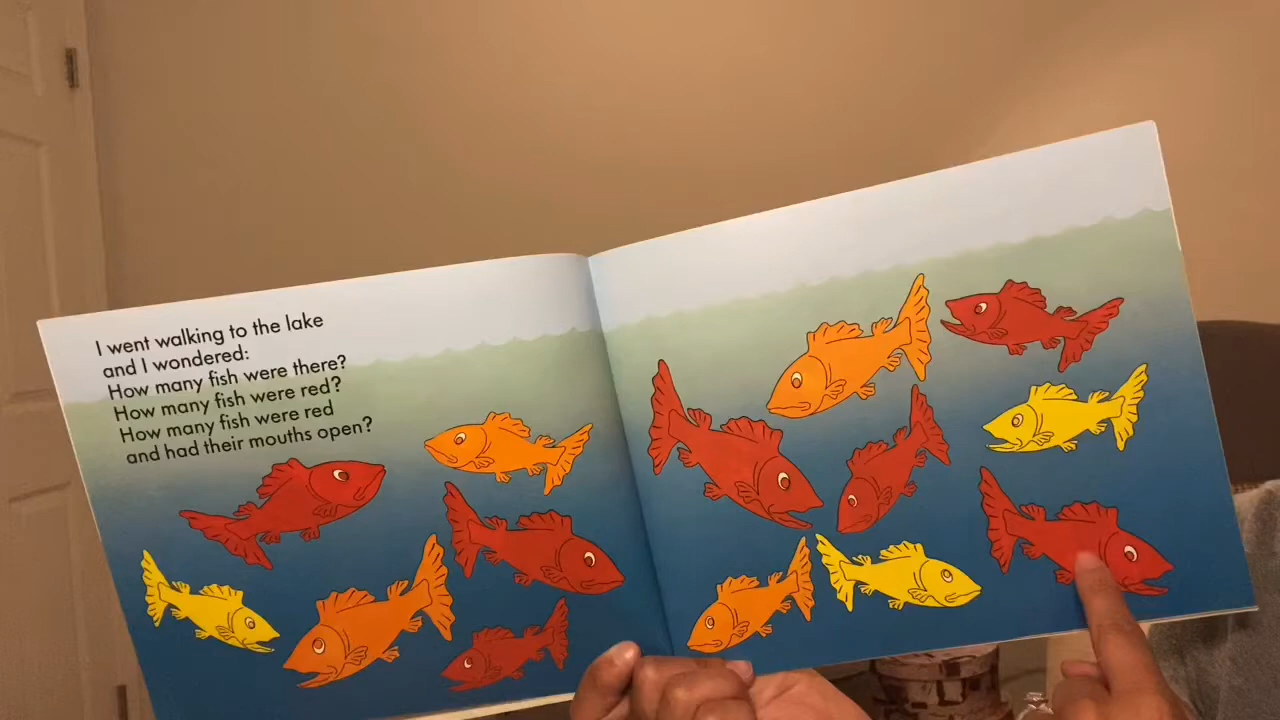 I went walking to the lake
and I wondered:
How many fish were there?
How many fish were red?
How many fish were red
and had their mouths open?